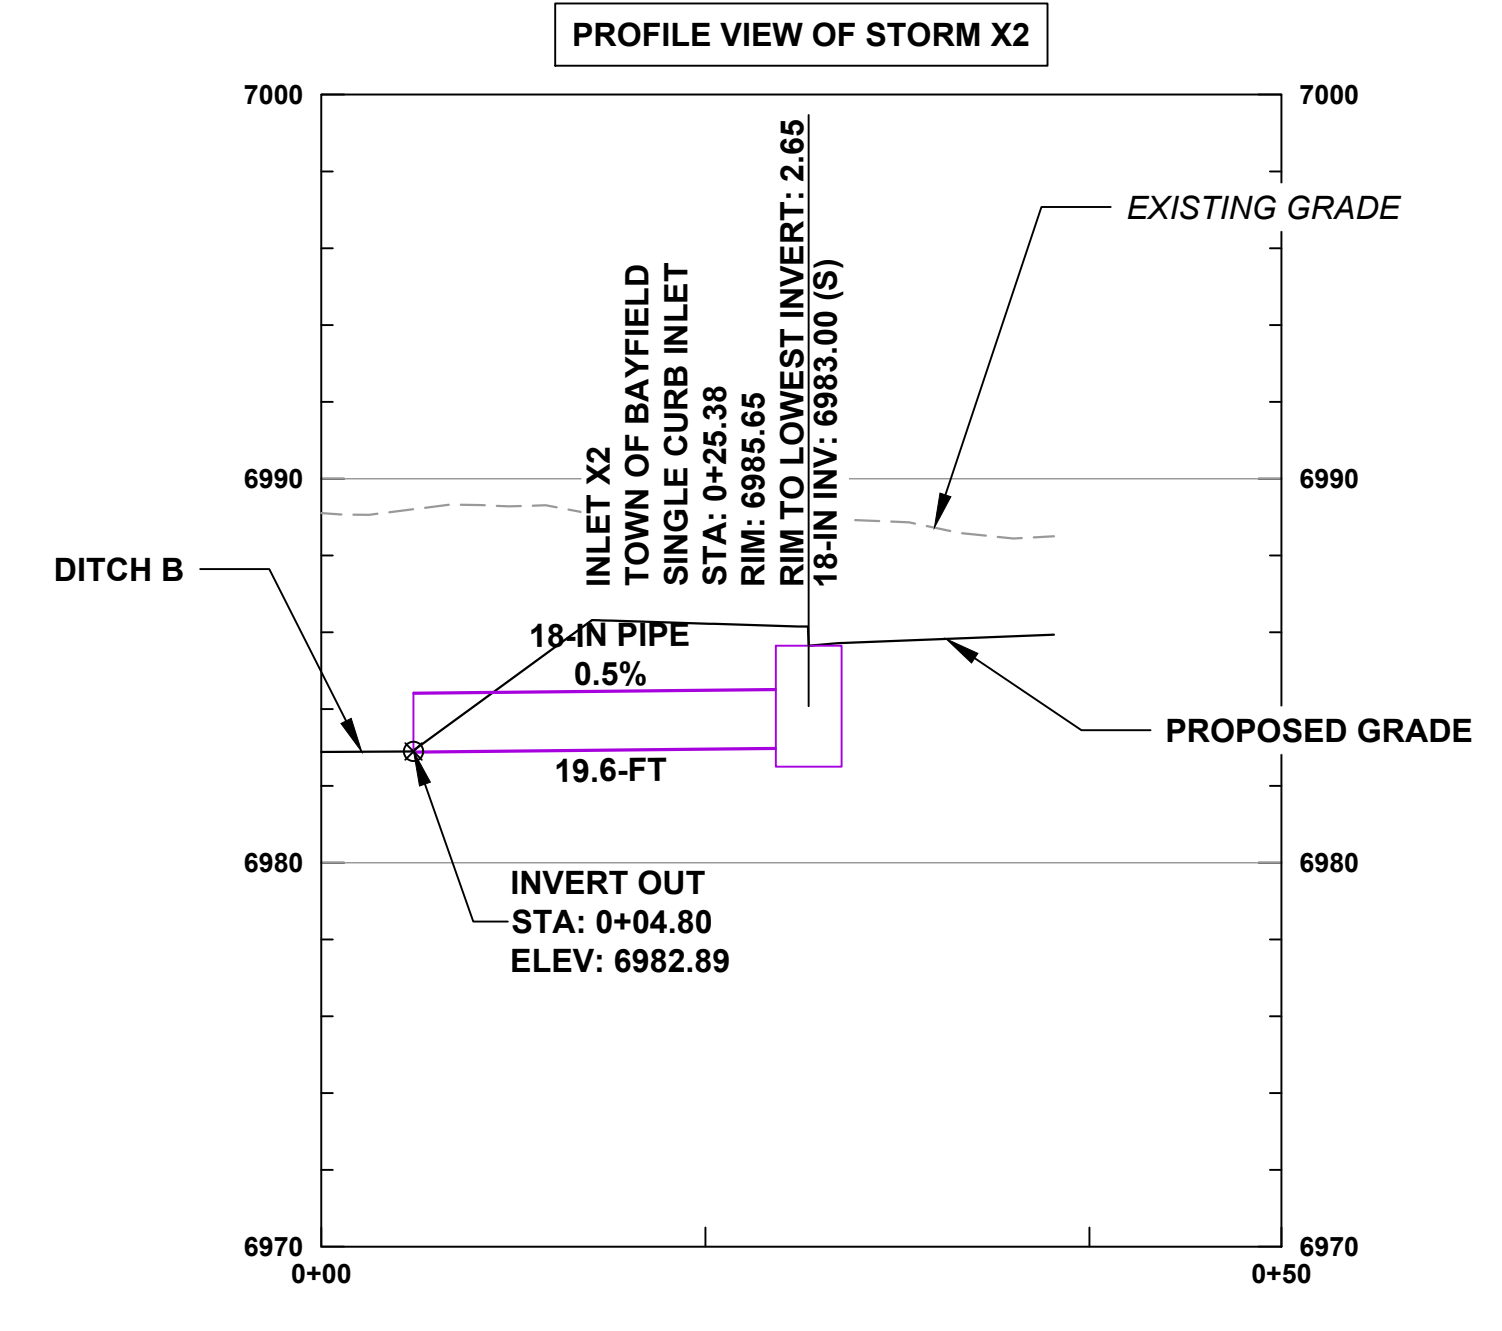 PROFILE VIEW OF STORM X2
7000
7000
EXISTING GRADE
INLET X2
TOWN OF BAYFIELD
SINGLE CURB INLET
STA: 0+25.38
RIM: 6985.65
RIM TO LOWEST INVERT: 2.65
18-IN INV: 6983.00 (S)
6990
6990
DITCH B
18-IN PIPE
0.5%
PROPOSED GRADE
19.6-FT
6980
6980
INVERT OUT
STA: 0+04.80
ELEV: 6982.89
6970
6970
0+00
0+50